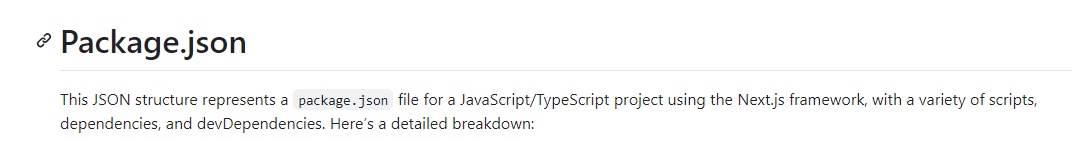 Package.json
This JSON structure represents a package.json file for a JavaScript/TypeScript project using the Next.js framework, with a variety of scripts,
dependencies, and devDependencies. Here’s a detailed breakdown: